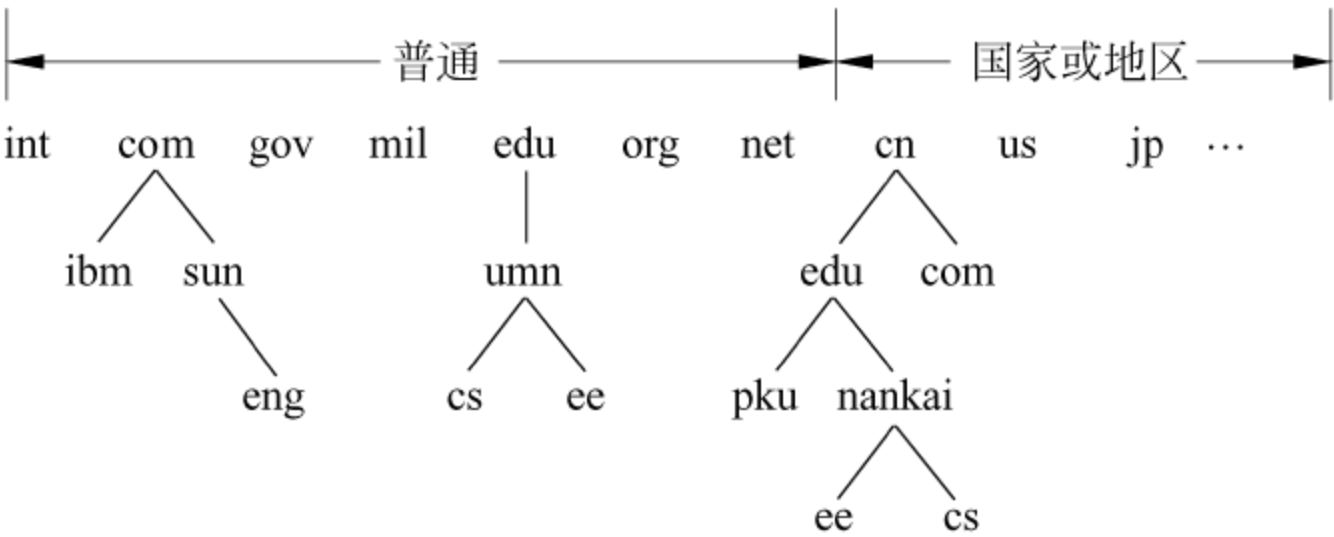 普通 国家或地区
int com gov mil edu org net cn us jp …
ibm sun umn edu com
eng cs ee pku nankai
ee cs